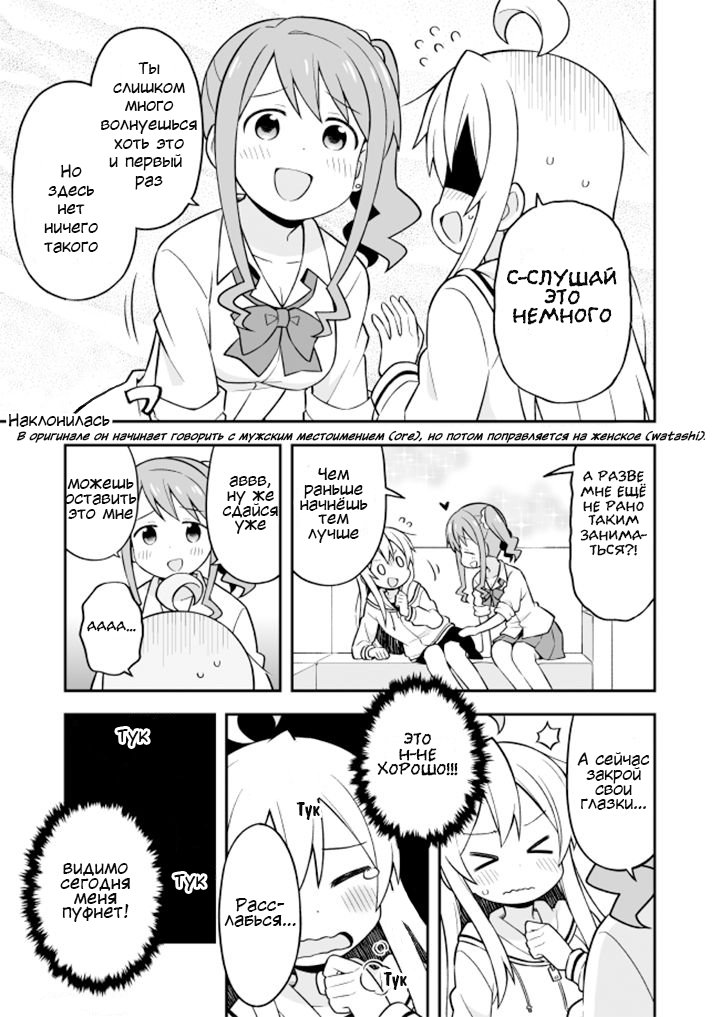 С-СЛУШАЙ
ЭТО
НЕМНОГО
Ты
слишком
много
волнуешься
хоть это
и первый
раз
Но
здесь
нет
ничего
такого
Наклонилась
В оригинале он начинает говорить с мужским местоимением (ore), но потом поправляется на женское (watashi).
А РАЗВЕ
МНЕ ЕЩЁ
НЕ РАНО
ТАКИМ
ЗАНИМА-
ТЬСЯ?!
Чем
раньше
начнёшь
тем
лучше
аввв,
ну же
сдайся
уже
можешь
оставить
это мне
аааа...
А сейчас
закрой
свои
глазки...
ЭТО
Н-НЕ
ХОРОШО!!!
Тук
Расс-
лабься...
Тук
Тук
Тук
видимо
сегодня
меня
пуфнет!